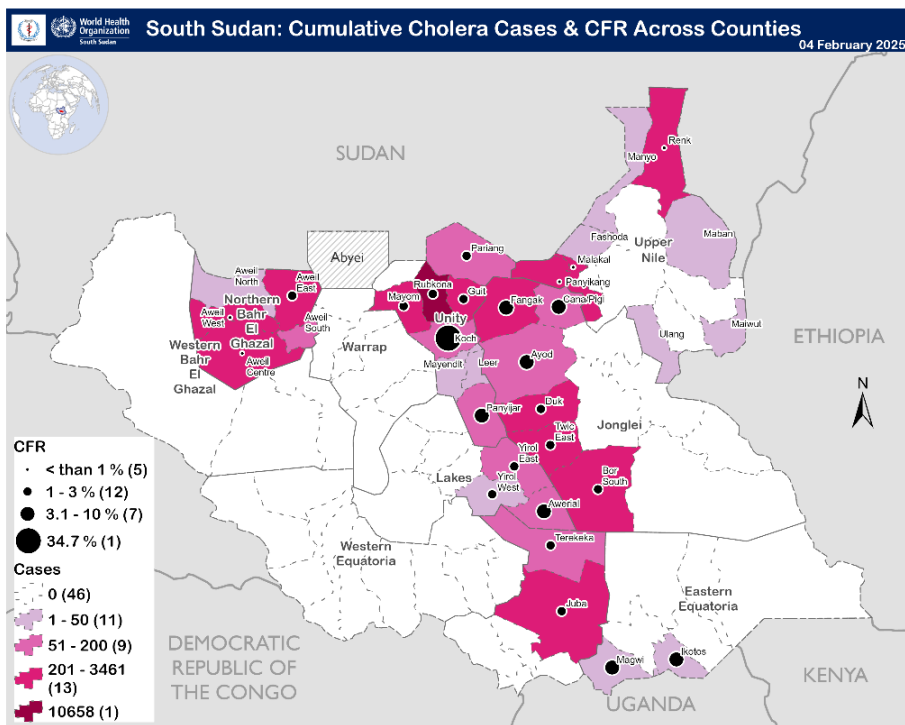 World Health
Organization
South Sudan
South Sudan: Cumulative Cholera Cases & CFR Across Counties
04 February 2025
SUDAN
Renk
Manyo
Fashoda
Upper
Nile
Maban
Abyei
Pariang
Malakal
Panyikang
Aweil
North
Aweil
East
Rubkona
Guit
Mayom
Fangak
Canal/Pigi
Northern
Bahr
El
Ghazal
Aweil
West
Aweil
South
Unity
Koch
Ulang
Maiwut
ETHIOPIA
Western
Bahr
El
Ghazal
Aweil
Centre
Warrap
Mayendit
Leer
Ayod
N
Panyijar
Duk
Twic
East
Jonglei
Yirol
East
Lakes
Yirol
West
Bor
South
Awerial
Western
Equatoria
Terekeka
Eastern
Equatoria
Juba
Magwi
Ikotos
DEMOCRATIC
REPUBLIC OF
THE CONGO
UGANDA
KENYA
CFR
< than 1 % (5)
1 - 3 % (12)
3.1 - 10 % (7)
34.7 % (1)
Cases
0 (46)
1 - 50 (11)
51 - 200 (9)
201 - 3461
(13)
10658 (1)